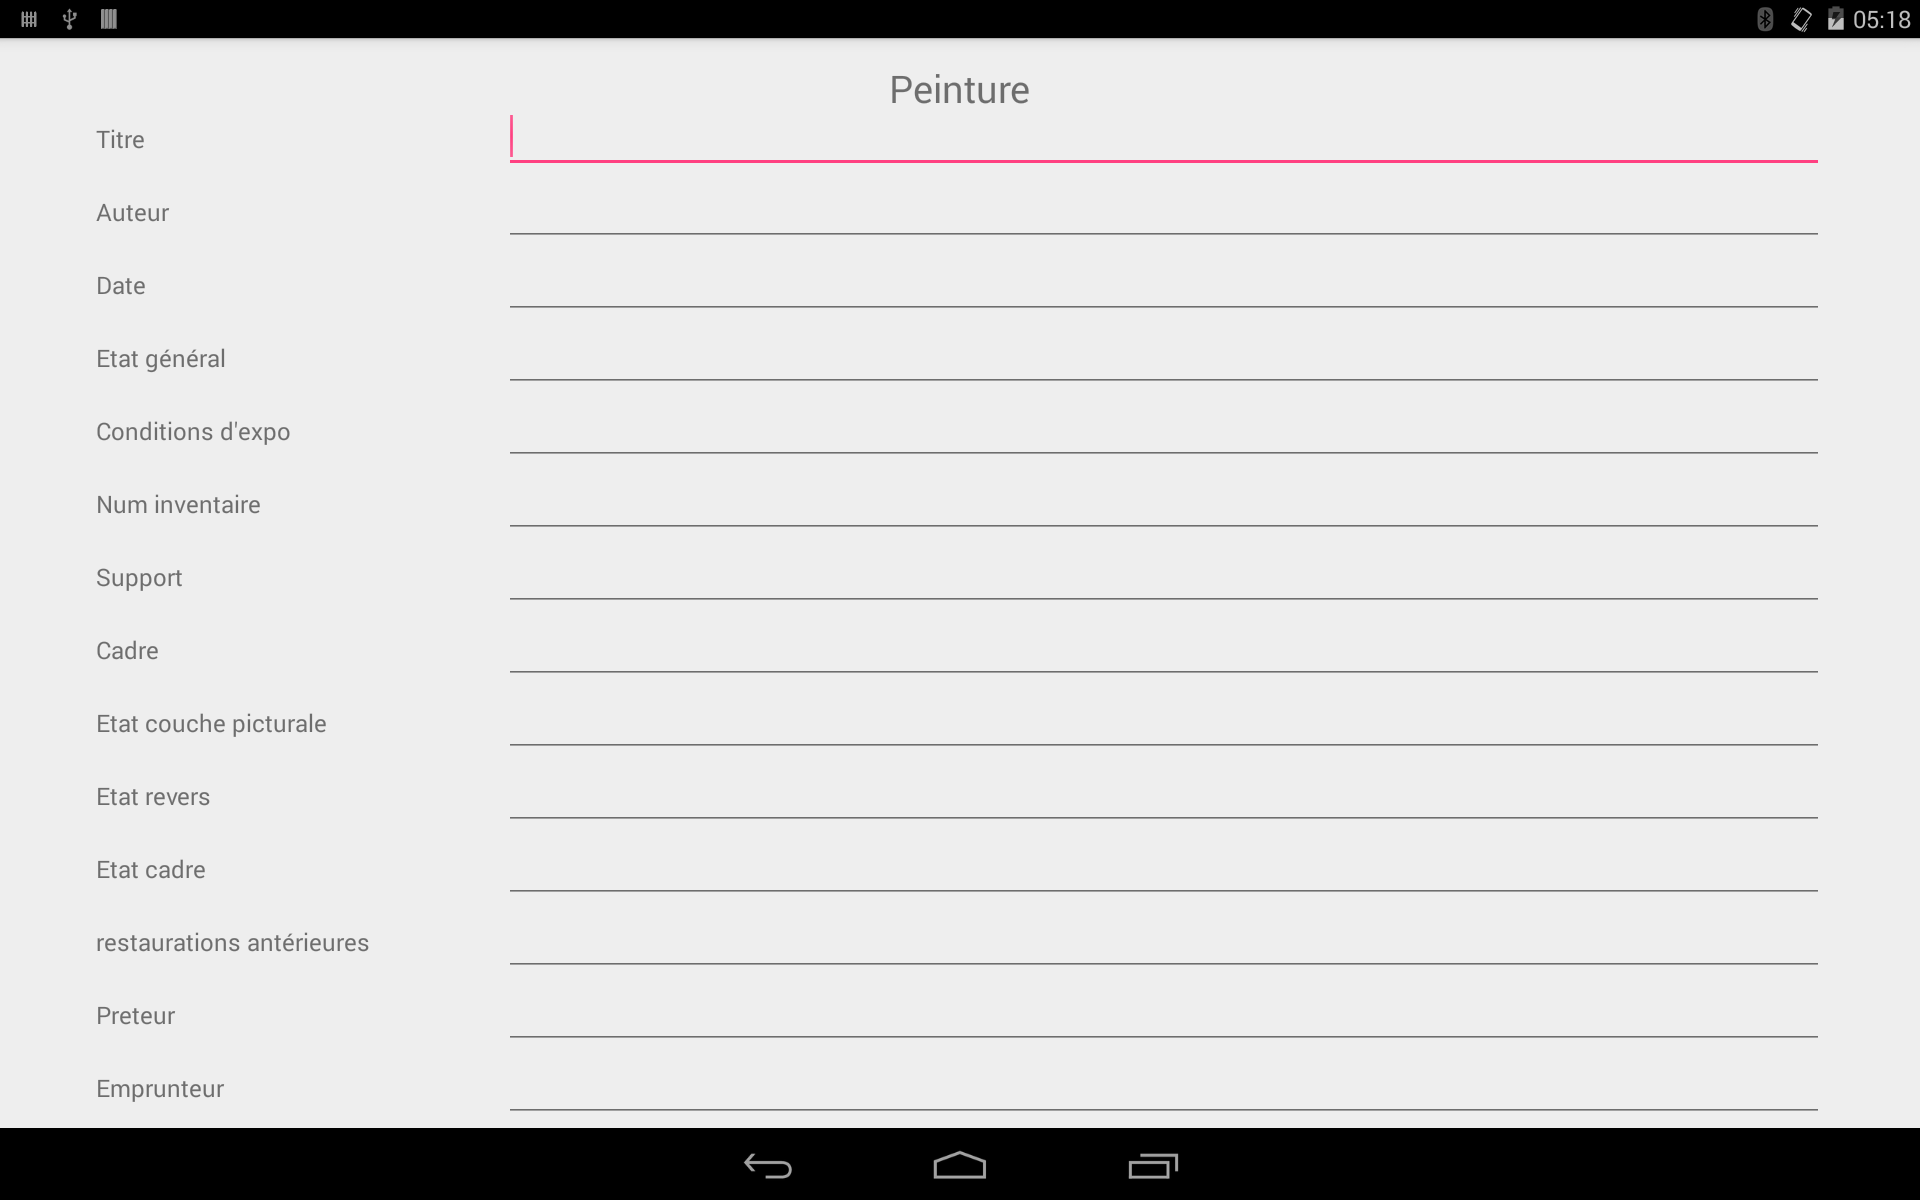 05:18
Peinture
Titre
Auteur
Date
Etat général
Conditions d'expo
Num inventaire
Support
Cadre
Etat couche picturale
Etat revers
Etat cadre
restaurations antérieures
Preteur
Emprunteur